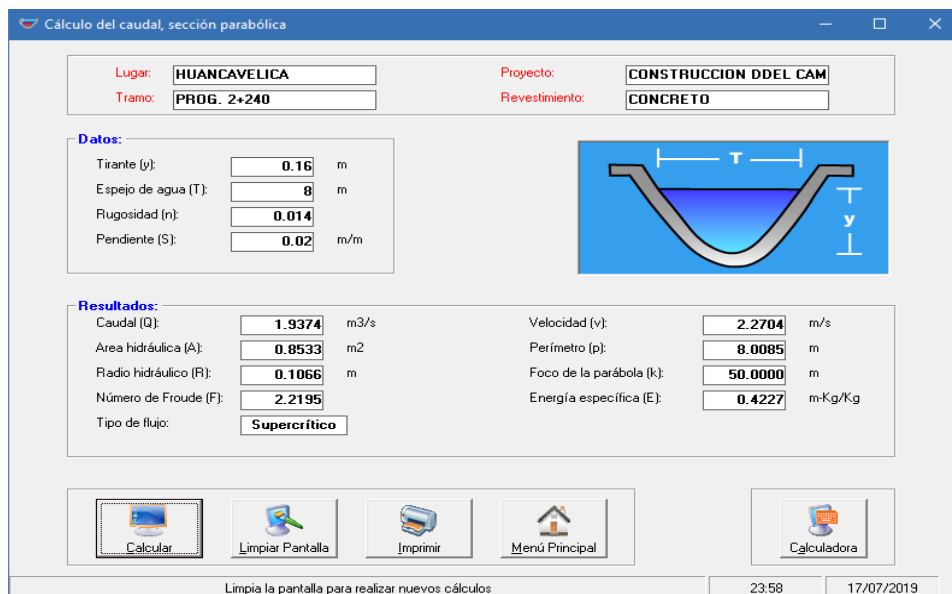 Cálculo del caudal, sección parabólica
Lugar: HUANCAVELICA
Proyecto: CONSTRUCCION DDEL CAM
Tramo: PROG. 2+240
Revestimiento: CONCRETO
Datos:
Tirante (y): 0.16 m
Espejo de agua (T): 8 m
Rugosidad (n): 0.014
Pendiente (S): 0.02 m/m
T
y
Resultados:
Caudal (Q): 1.9374 m3/s
Velocidad (v): 2.2704 m/s
Area hidráulica (A): 0.8533 m2
Perímetro (p): 8.0085 m
Radio hidráulico (R): 0.1066 m
Foco de la parábola (k): 50.0000 m
Número de Froude (F): 2.2195
Energía específica (E): 0.4227 m-Kg/Kg
Tipo de flujo: Supercrítico
Calcular
Limpiar Pantalla
Imprimir
Menú Principal
Calculadora
Limpia la pantalla para realizar nuevos cálculos 23:58 17/07/2019